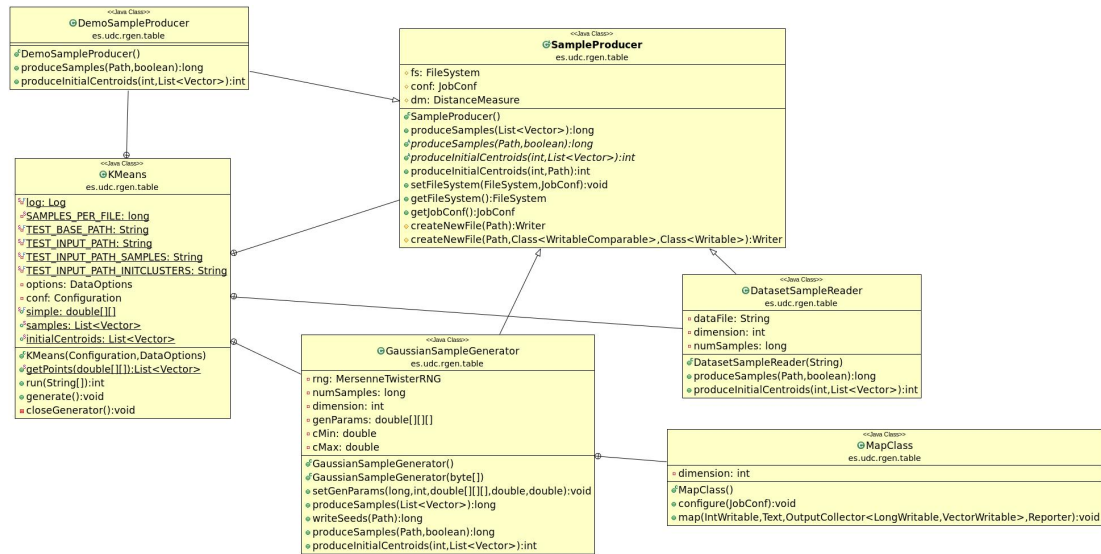 <<Java Class>>
DemoSampleProducer
es.udc.rgen.table
DemoSampleProducer()
produceSamples(Path,boolean):long
produceInitialCentroids(int,List<Vector>):int
<<Java Class>>
SampleProducer
es.udc.rgen.table
fs: FileSystem
conf: JobConf
dm: DistanceMeasure
SampleProducer()
produceSamples(List<Vector>):long
produceSamples(Path,boolean):long
produceInitialCentroids(int,List<Vector>):int
produceInitialCentroids(int,Path):int
setFileSystem(FileSystem,JobConf):void
getFileSystem():FileSystem
getJobConf():JobConf
createNewFile(Path):Writer
createNewFile(Path,Class<WritableComparable>,Class<Writable>):Writer
<<Java Class>>
KMeans
es.udc.rgen.table
log: Log
SAMPLES_PER_FILE: long
TEST_BASE_PATH: String
TEST_INPUT_PATH: String
TEST_INPUT_PATH_SAMPLES: String
TEST_INPUT_PATH_INITCLUSTERS: String
options: DataOptions
conf: Configuration
simple: double[][]
samples: List<Vector>
initialCentroids: List<Vector>
KMeans(Configuration,DataOptions)
getPoints(double[][]):List<Vector>
run(String[]):int
generate():void
closeGenerator():void
<<Java Class>>
DatasetSampleReader
es.udc.rgen.table
dataFile: String
dimension: int
numSamples: long
DatasetSampleReader(String)
produceSamples(Path,boolean):long
produceInitialCentroids(int,List<Vector>):int
<<Java Class>>
GaussianSampleGenerator
es.udc.rgen.table
rng: MersenneTwisterRNG
numSamples: long
dimension: int
genParams: double[][][]
cMin: double
cMax: double
GaussianSampleGenerator()
GaussianSampleGenerator(byte[])
setGenParams(long,int,double[][][],double,double):void
produceSamples(List<Vector>):long
writeSeeds(Path):long
produceSamples(Path,boolean):long
produceInitialCentroids(int,List<Vector>):int
<<Java Class>>
MapClass
es.udc.rgen.table
dimension: int
MapClass()
configure(JobConf):void
map(IntWritable,Text,OutputCollector<LongWritable,VectorWritable>,Reporter):void